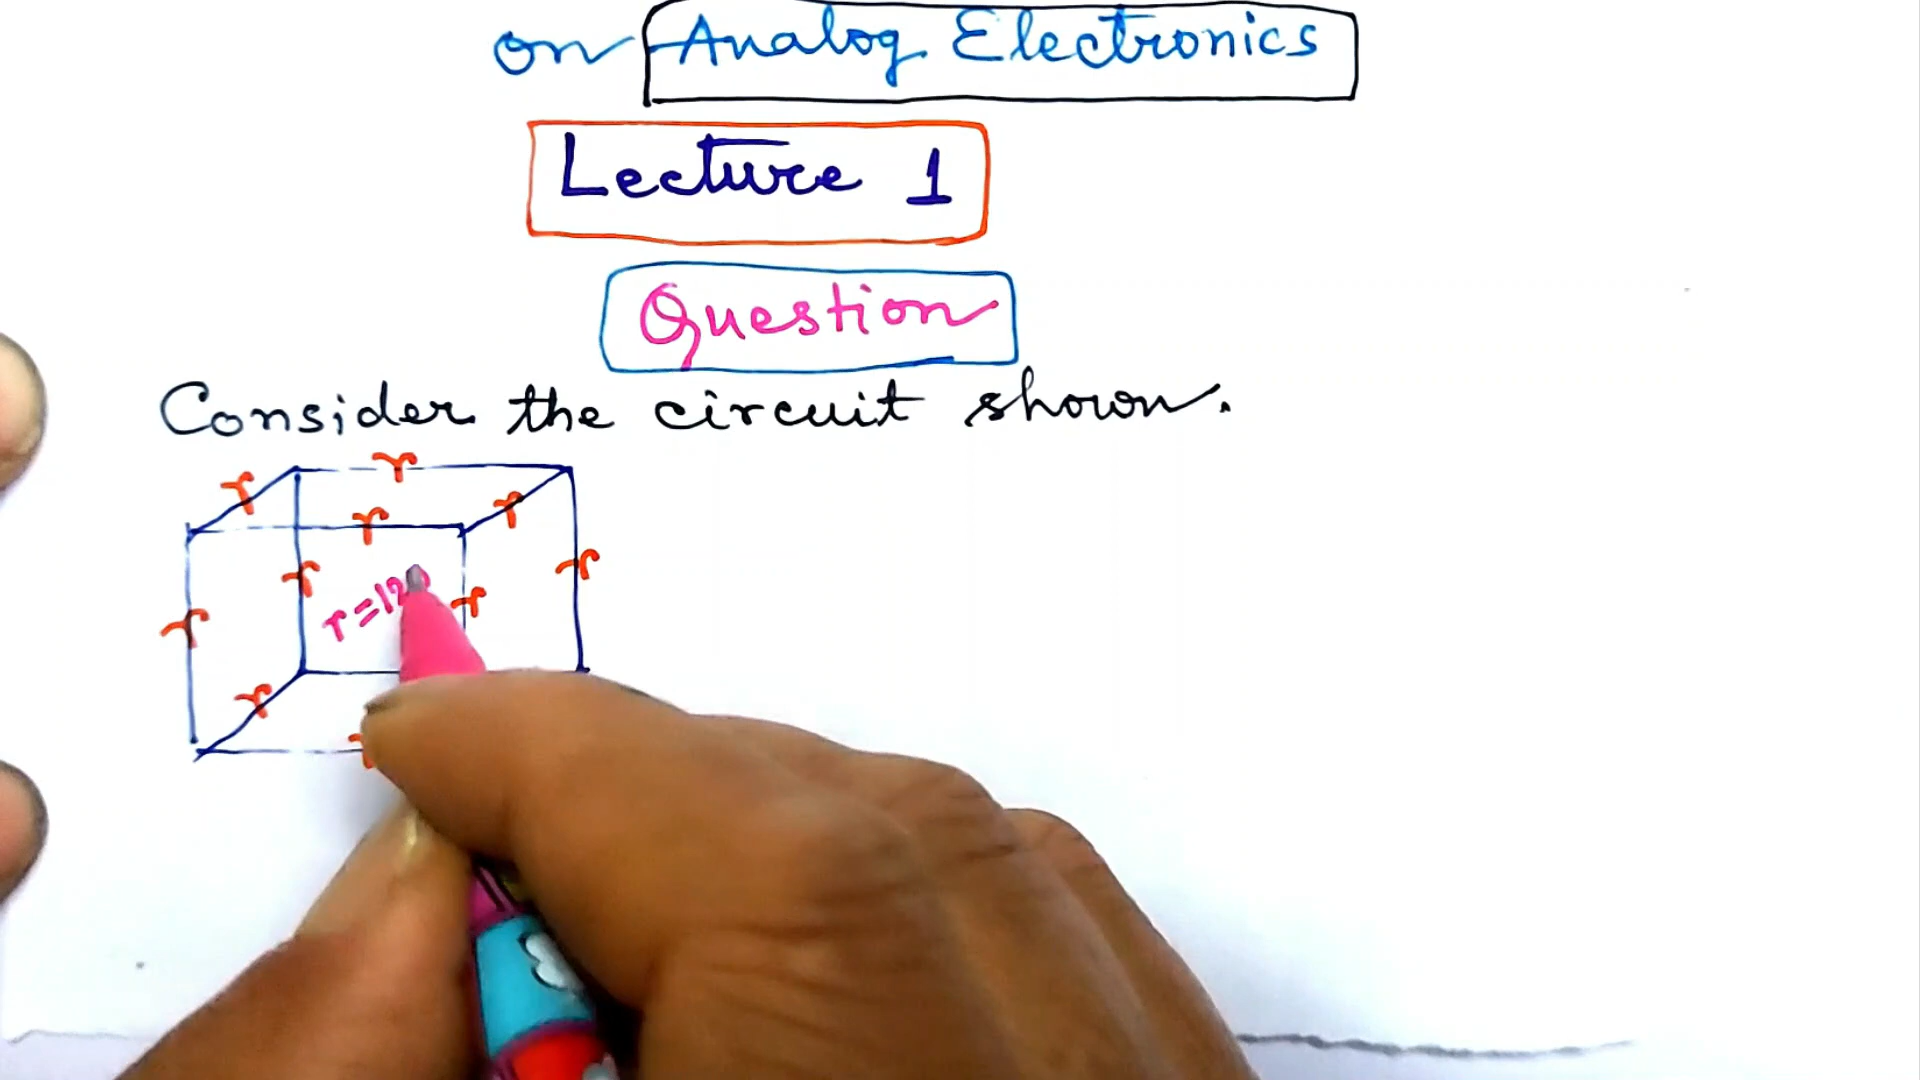 on Analog Electronics
Lecture 1
Question
Consider the circuit shown.
r
r
r
r
r
r
r
r
r
r